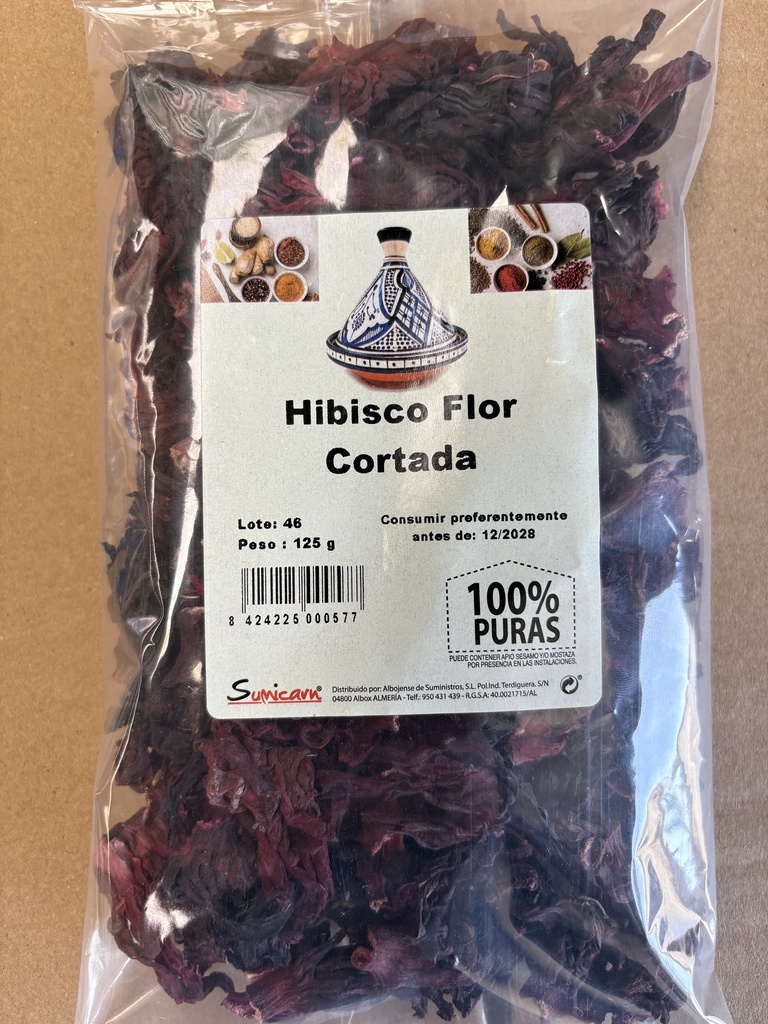 Hibisco Flor
Cortada
Lote: 46
Peso : 125 g
Consumir preferentemente
antes de: 12/2028
8 424225 000577
100%
PURAS
PUEDE CONTENER APIO SESAMO Y/O MOSTAZA
POR PRESENCIA EN LAS INSTALACIONES.
Sumicarn®
Distribuido por: Albojense de Suministros, S.L. Pol.Ind. Terdiguera. S/N
04800 Albox ALMERÍA - Telf.: 950 431 439 - R.G.S.A: 40.0021715/AL